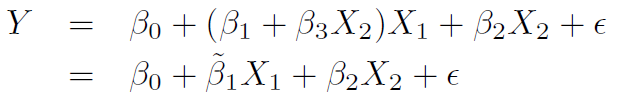 Y = β₀ + (β₁ + β₃X₂)X₁ + β₂X₂ + ϵ
= β₀ + β̃₁X₁ + β₂X₂ + ϵ